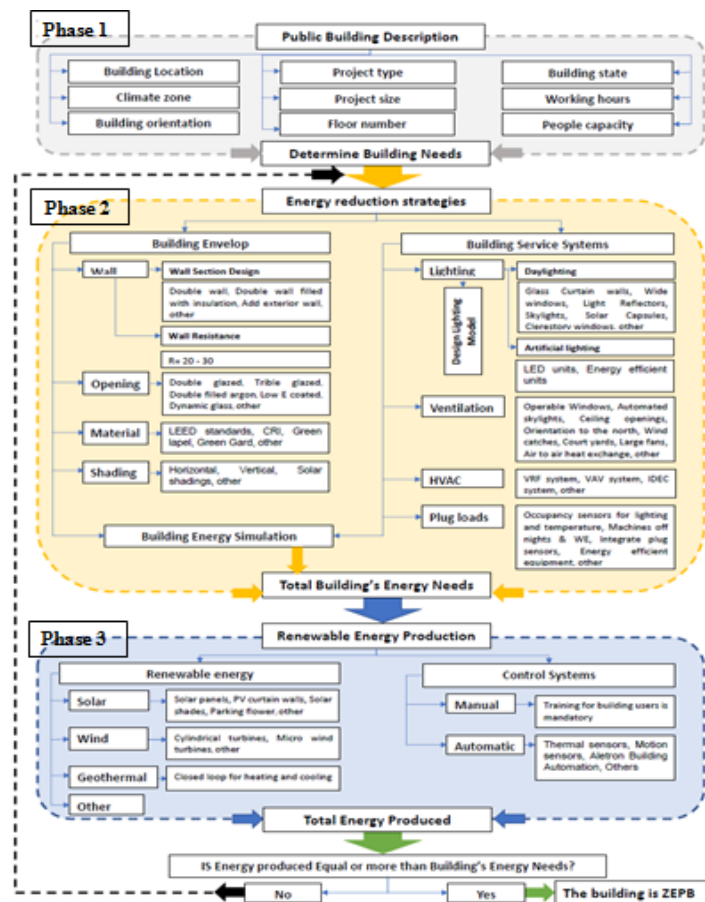 Phase 1
Public Building Description
Building Location
Project type
Building state
Climate zone
Project size
Working hours
Building orientation
Floor number
People capacity
Determine Building Needs
Phase 2
Energy reduction strategies
Building Envelop
Wall
Wall Section Design
Double wall, Double wall filled
with insulation, Add exterior wall,
other
Wall Resistance
R= 20 - 30
Opening
Double glazed, Trible glazed,
Double filled argon, Low E coated,
Dynamic glass, other
Material
LEED standards, CRI, Green
lapel, Green Gard, other
Shading
Horizontal, Vertical, Solar
shadings, other
Building Service Systems
Lighting
Design Lighting
Model
Daylighting
Glass Curtain walls, Wide
windows, Light Reflectors,
Skylights, Solar Capsules,
Clerestory windows, other
Artificial lighting
LED units, Energy efficient
units
Ventilation
Operable Windows, Automated
skylights, Ceiling openings,
Orientation to the north, Wind
catches, Court yards, Large fans,
Air to air heat exchange, other
HVAC
VRF system, VAV system, IDEC
system, other
Plug loads
Occupancy sensors for lighting
and temperature, Machines off
nights & WE, Integrate plug
sensors, Energy efficient
equipment, other
Building Energy Simulation
Total Building's Energy Needs
Phase 3
Renewable Energy Production
Renewable energy
Solar
Solar panels, PV curtain walls, Solar
shades, Parking flower, other
Wind
Cylindrical turbines, Micro wind
turbines, other
Geothermal
Closed loop for heating and cooling
Other
Control Systems
Manual
Training for building users is
mandatory
Automatic
Thermal sensors, Motion
sensors, Aletron Building
Automation, Others
Total Energy Produced
IS Energy produced Equal or more than Building's Energy Needs?
No
Yes
The building is ZEPB